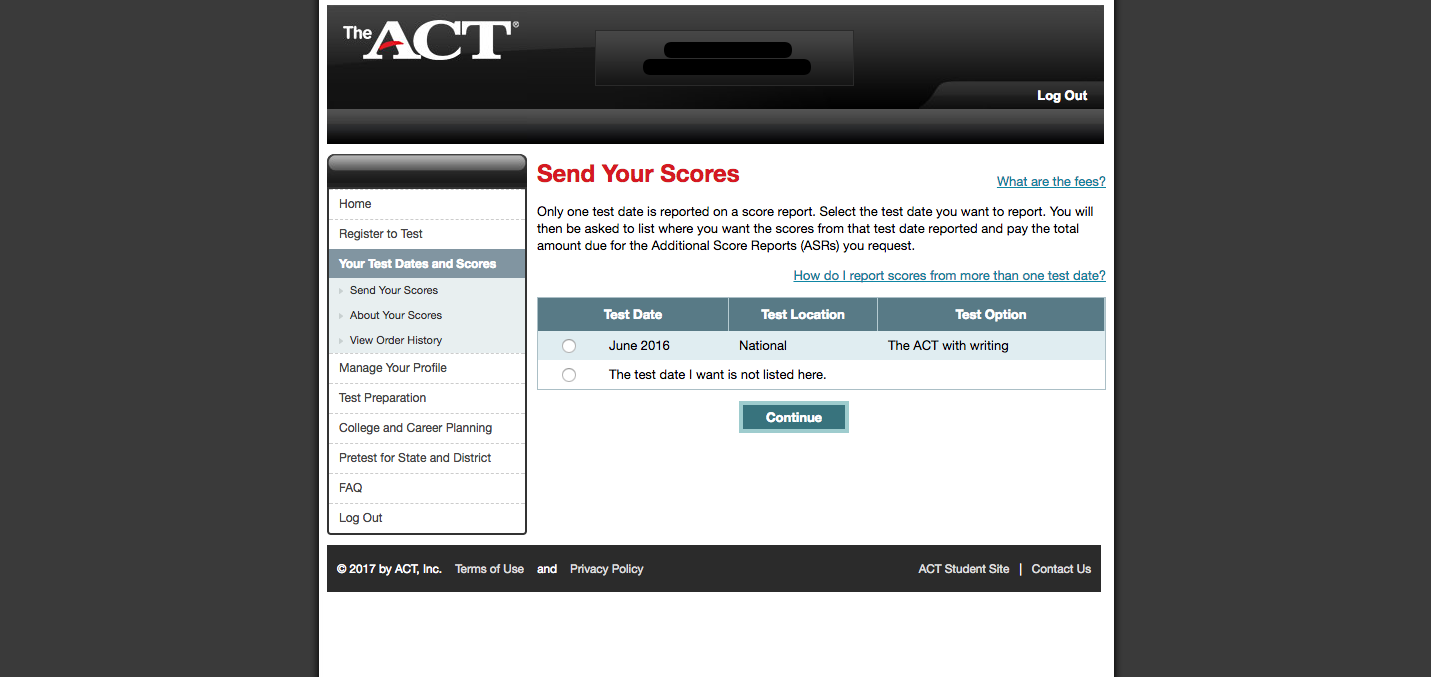 The ACT®
Log Out
Home
Register to Test
Your Test Dates and Scores
Send Your Scores
About Your Scores
View Order History
Manage Your Profile
Test Preparation
College and Career Planning
Pretest for State and District
FAQ
Log Out
Send Your Scores
What are the fees?
Only one test date is reported on a score report. Select the test date you want to report. You will
then be asked to list where you want the scores from that test date reported and pay the total
amount due for the Additional Score Reports (ASRs) you request.
How do I report scores from more than one test date?
Test Date Test Location Test Option
June 2016 National The ACT with writing
The test date I want is not listed here.
Continue
© 2017 by ACT, Inc. Terms of Use and Privacy Policy ACT Student Site | Contact Us